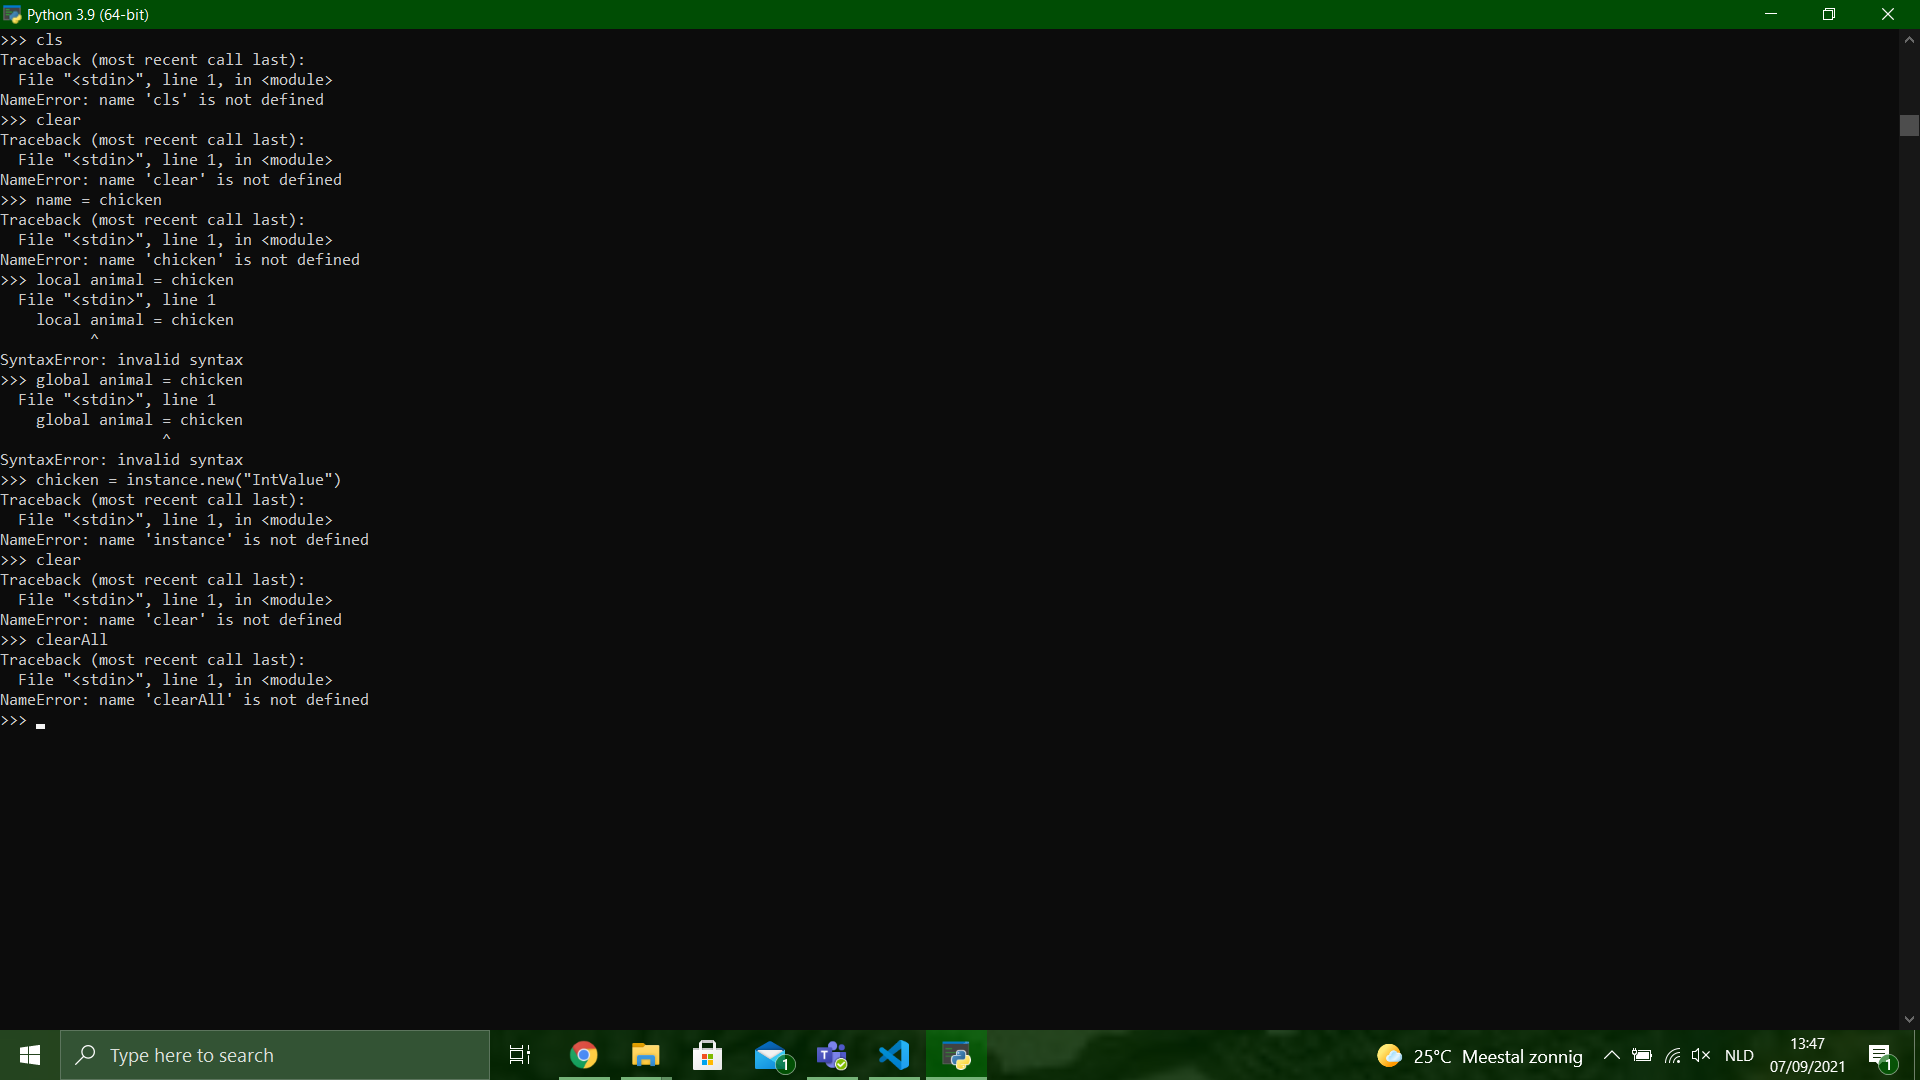 Python 3.9 (64-bit)
>>> cls
Traceback (most recent call last):
  File "<stdin>", line 1, in <module>
NameError: name 'cls' is not defined
>>> clear
Traceback (most recent call last):
  File "<stdin>", line 1, in <module>
NameError: name 'clear' is not defined
>>> name = chicken
Traceback (most recent call last):
  File "<stdin>", line 1, in <module>
NameError: name 'chicken' is not defined
>>> local animal = chicken
  File "<stdin>", line 1
    local animal = chicken
          ^
SyntaxError: invalid syntax
>>> global animal = chicken
  File "<stdin>", line 1
    global animal = chicken
                  ^
SyntaxError: invalid syntax
>>> chicken = instance.new("IntValue")
Traceback (most recent call last):
  File "<stdin>", line 1, in <module>
NameError: name 'instance' is not defined
>>> clear
Traceback (most recent call last):
  File "<stdin>", line 1, in <module>
NameError: name 'clear' is not defined
>>> clearAll
Traceback (most recent call last):
  File "<stdin>", line 1, in <module>
NameError: name 'clearAll' is not defined
>>>
Type here to search
1
25°C Meestal zonnig
NLD
13:47
07/09/2021
1